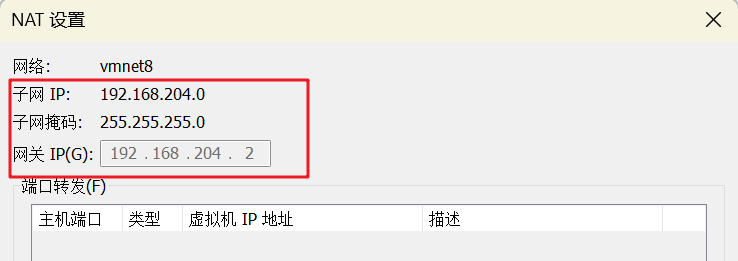 NAT 设置
网络: vmnet8
子网 IP: 192.168.204.0
子网掩码: 255.255.255.0
网关 IP(G): 192 . 168 . 204 . 2
端口转发(F)
主机端口 类型 虚拟机 IP 地址 描述